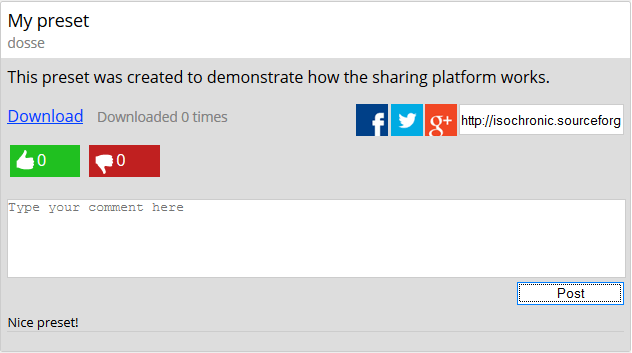 My preset
dosse
This preset was created to demonstrate how the sharing platform works.
Download Downloaded 0 times f g+ http://isochronic.sourceforg
0 0
Type your comment here
Post
Nice preset!